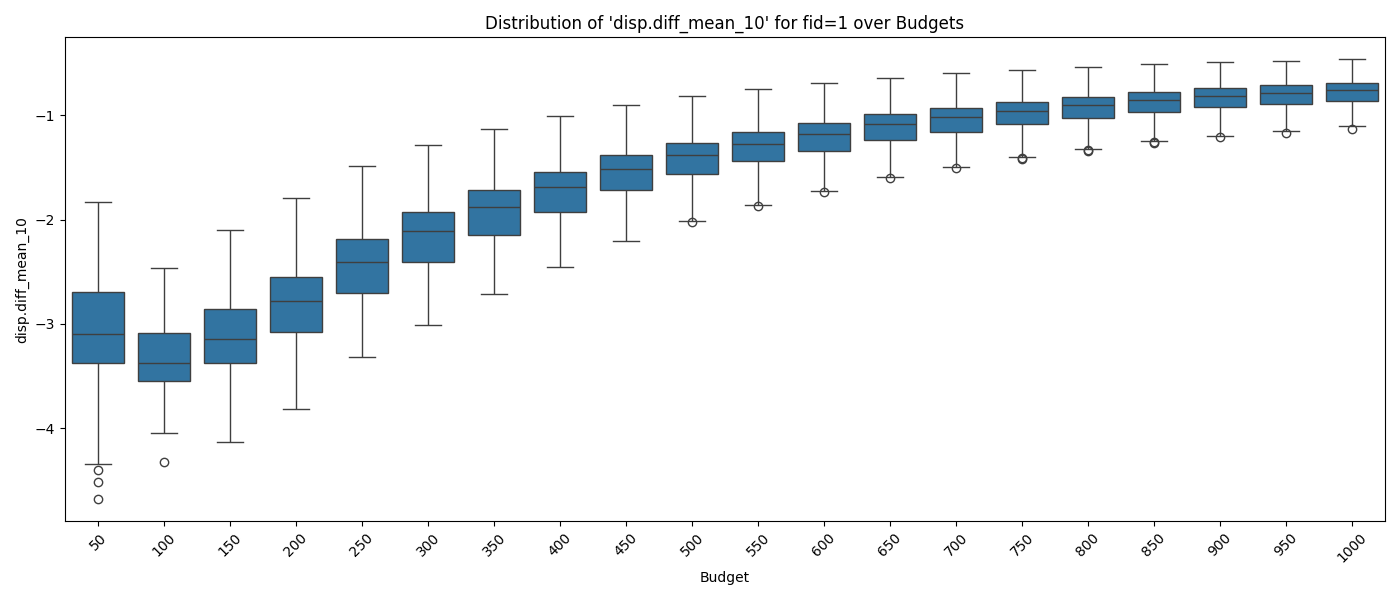 Distribution of 'disp.diff_mean_10' for fid=1 over Budgets
disp.diff_mean_10
−1
−2
−3
−4
50 100 150 200 250 300 350 400 450 500 550 600 650 700 750 800 850 900 950 1000
Budget